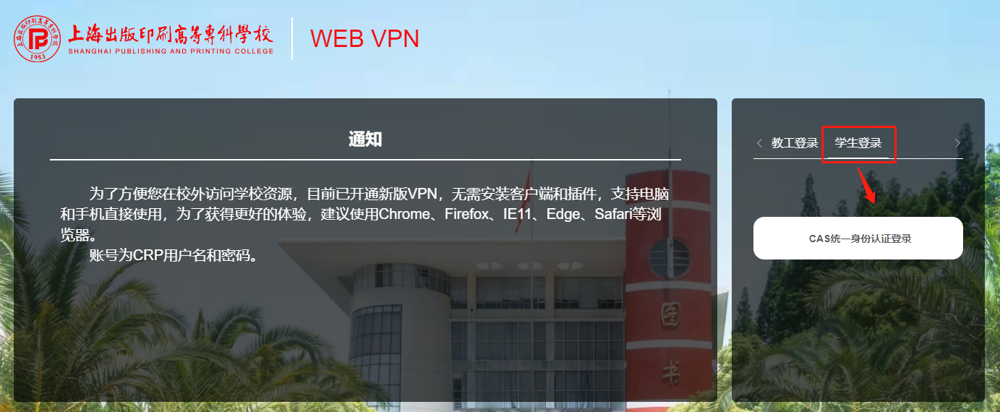 上海出版印刷高等专科学校
SHANGHAI PUBLISHING AND PRINTING COLLEGE
1953
WEB VPN
通知
为了方便您在校外访问学校资源，目前已开通新版VPN，无需安装客户端和插件，支持电脑
和手机直接使用，为了获得更好的体验，建议使用Chrome、Firefox、IE11、Edge、Safari等浏
览器。
账号为CRP用户名和密码。
教工登录 学生登录
CAS统一身份认证登录
图
书